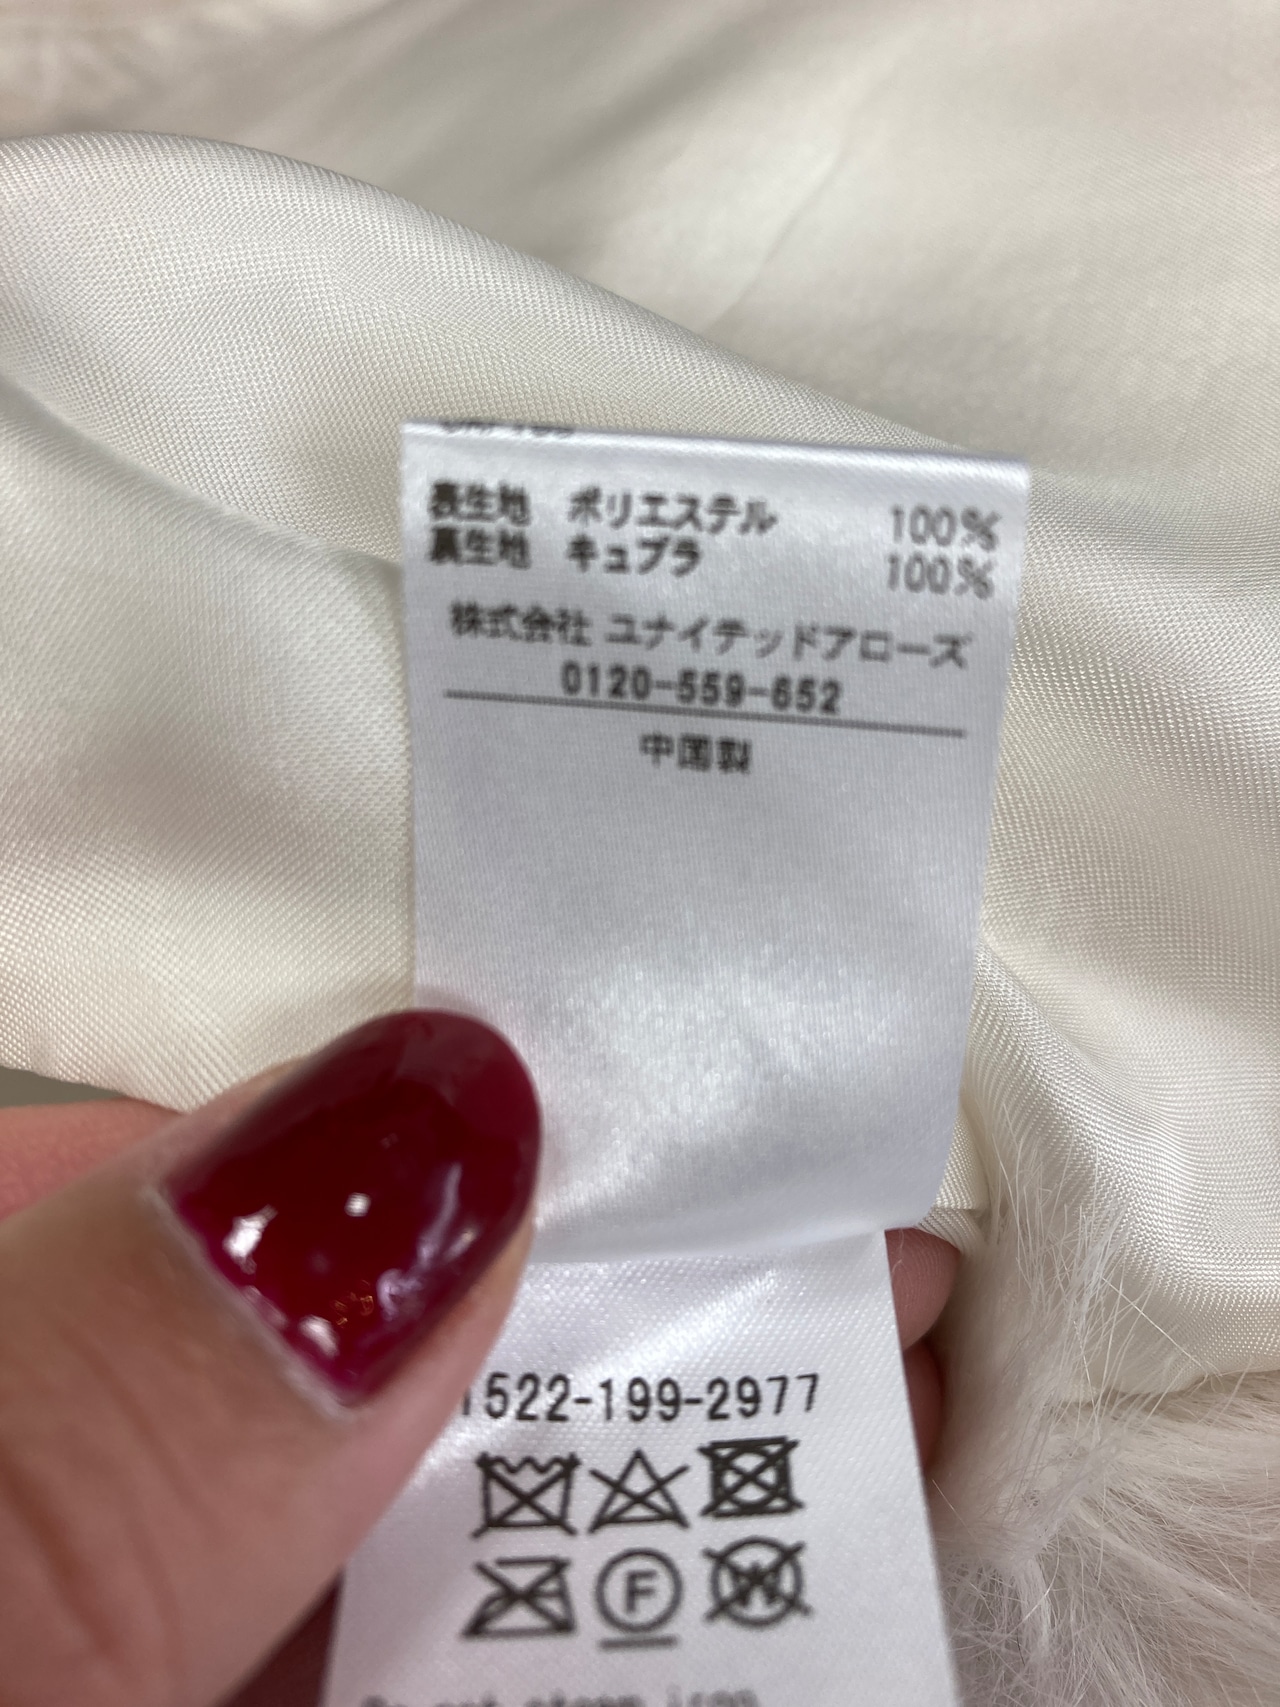 表生地 ポリエステル 100%
裏生地 キュプラ 100%
株式会社 ユナイテッドアローズ
0120-559-652
中国製
1522-199-2977
F
W
steam iron